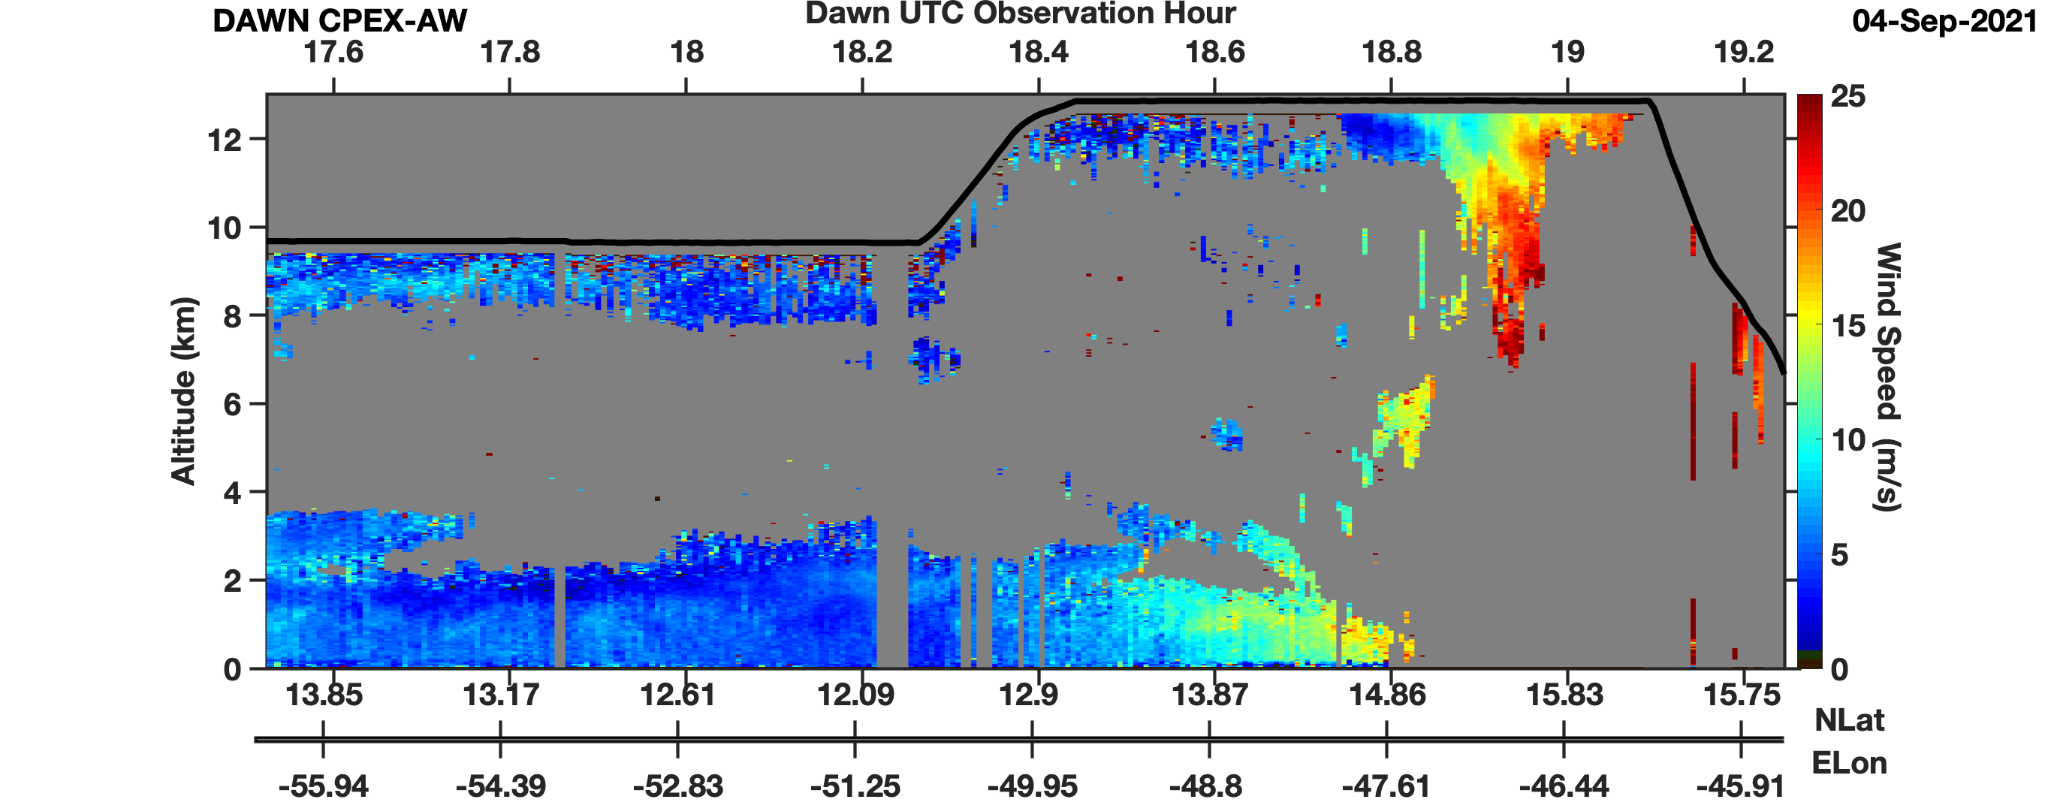 DAWN CPEX-AW Dawn UTC Observation Hour 04-Sep-2021
17.6 17.8 18 18.2 18.4 18.6 18.8 19 19.2
Altitude (km)
12
10
8
6
4
2
0
25
20
15
10
5
0
Wind Speed (m/s)
13.85 13.17 12.61 12.09 12.9 13.87 14.86 15.83 15.75
NLat
ELon
-55.94 -54.39 -52.83 -51.25 -49.95 -48.8 -47.61 -46.44 -45.91